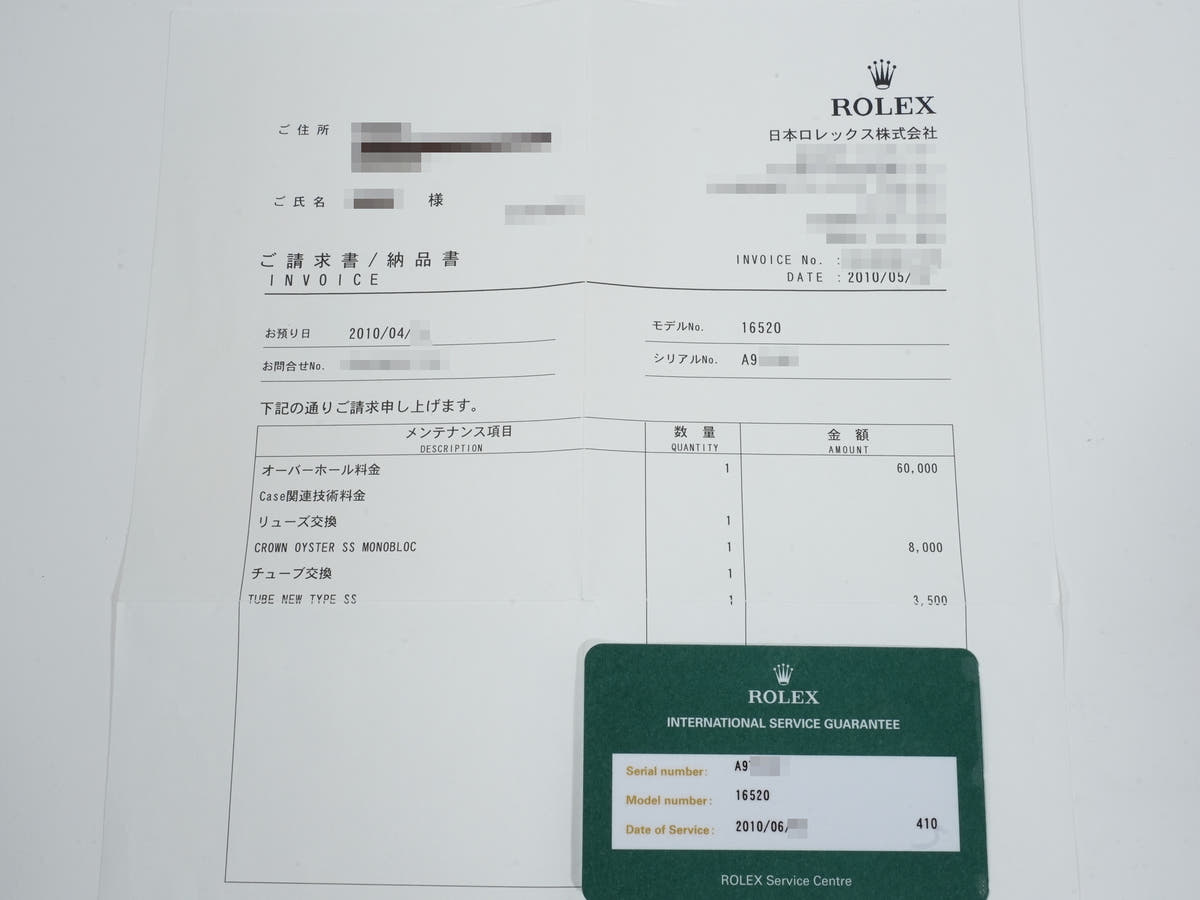 ROLEX
日本ロレックス株式会社
ご住所
ご氏名 様
ご請求書/納品書
INVOICE
INVOICE No. :
DATE : 2010/05/
お預り日 2010/04/
お問合せNo.
モデルNo. 16520
シリアルNo. A9
下記の通りご請求申し上げます。
メンテナンス項目 数量 金額
DESCRIPTION QUANTITY AMOUNT
オーバーホール料金 1 60,000
Case関連技術料金
リューズ交換 1
CROWN OYSTER SS MONOBLOC 1 8,000
チューブ交換 1
TUBE NEW TYPE SS 1 3,500
ROLEX
INTERNATIONAL SERVICE GUARANTEE
Serial number: A9
Model number: 16520
Date of Service: 2010/06/ 410
ROLEX Service Centre